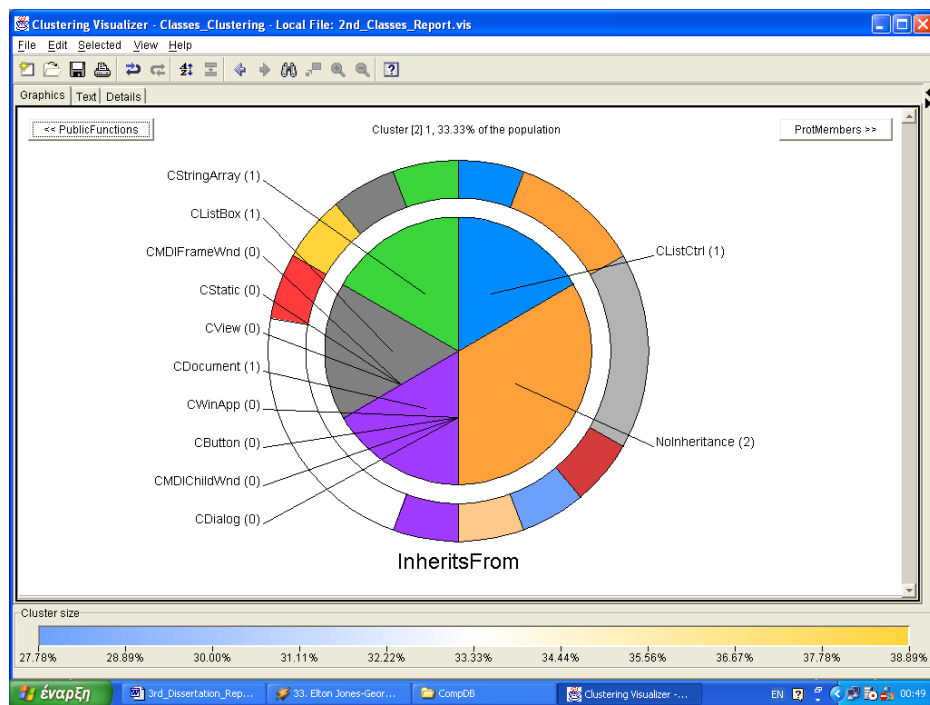 Clustering Visualizer - Classes_Clustering - Local File: 2nd_Classes_Report.vis
File Edit Selected View Help
Graphics Text Details
<< PublicFunctions
Cluster [2] 1, 33.33% of the population
ProtMembers >>
CStringArray (1)
CListBox (1)
CMDIFrameWnd (0)
CStatic (0)
CView (0)
CDocument (1)
CWinApp (0)
CButton (0)
CMDIChildWnd (0)
CDialog (0)
CListCtrl (1)
NoInheritance (2)
InheritsFrom
Cluster size
27.78% 28.89% 30.00% 31.11% 32.22% 33.33% 34.44% 35.56% 36.67% 37.78% 38.89%
έναρξη 3rd_Dissertation_Rep... 33. Elton Jones-Geor... CompDB Clustering Visualizer -... EN 00:49